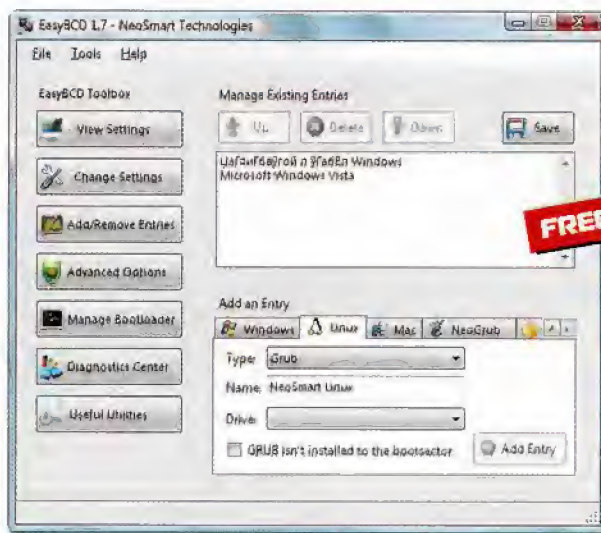 EasyBCD 1.7 - NeoSmart Technologies
File Tools Help
EasyBCD Toolbox
View Settings
Change Settings
Add/Remove Entries
Advanced Options
Manage Bootloader
Diagnostics Center
Useful Utilities
Manage Existing Entries
Up Delete Down Save
Windows
Microsoft Windows Vista
FREE
Add an Entry
Windows Linux Mac NeoGrub
Type: Grub
Name: NeoSmart Linux
Drive:
GRUB isn't installed to the bootsector
Add Entry